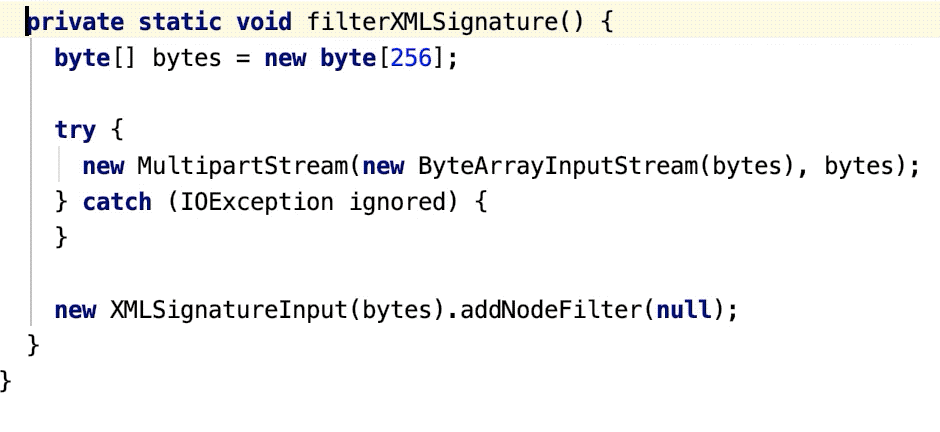 private static void filterXMLSignature() {
byte[] bytes = new byte[256];
try {
new MultipartStream(new ByteArrayInputStream(bytes), bytes);
} catch (IOException ignored) {
}
new XMLSignatureInput(bytes).addNodeFilter(null);
}
}